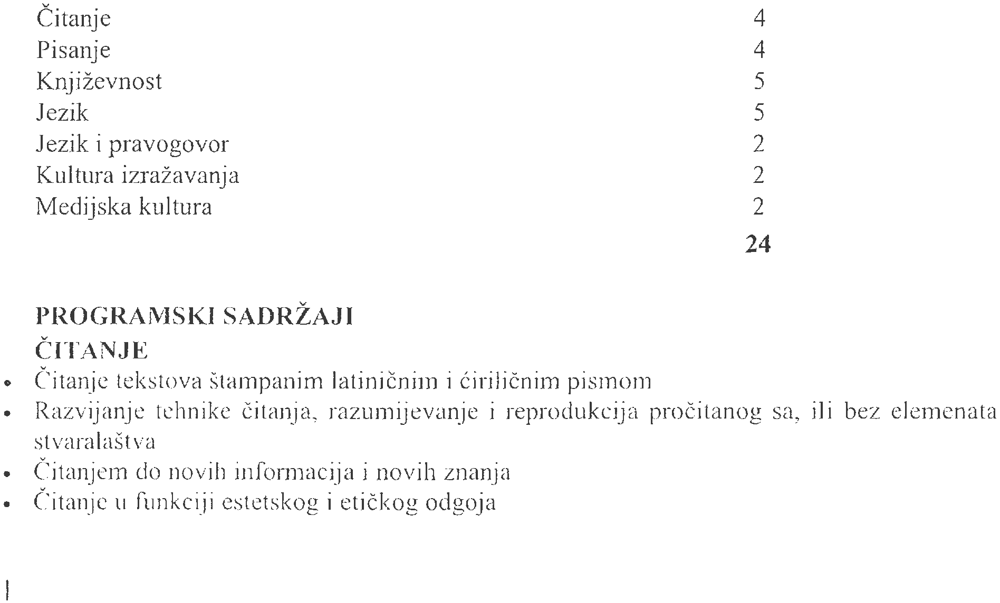 Čitanje 4
Pisanje 4
Književnost 5
Jezik 5
Jezik i pravogovor 2
Kultura izražavanja 2
Medijska kultura 2
24
PROGRAMSKI SADRŽAJI
ČITANJE
• Čitanje tekstova štampanim latiničnim i ćiriličnim pismom
• Razvijanje tehnike čitanja, razumijevanje i reprodukcija pročitanog sa, ili bez elemenata
stvaralaštva
• Čitanjem do novih informacija i novih znanja
• Čitanje u funkciji estetskog i etičkog odgoja